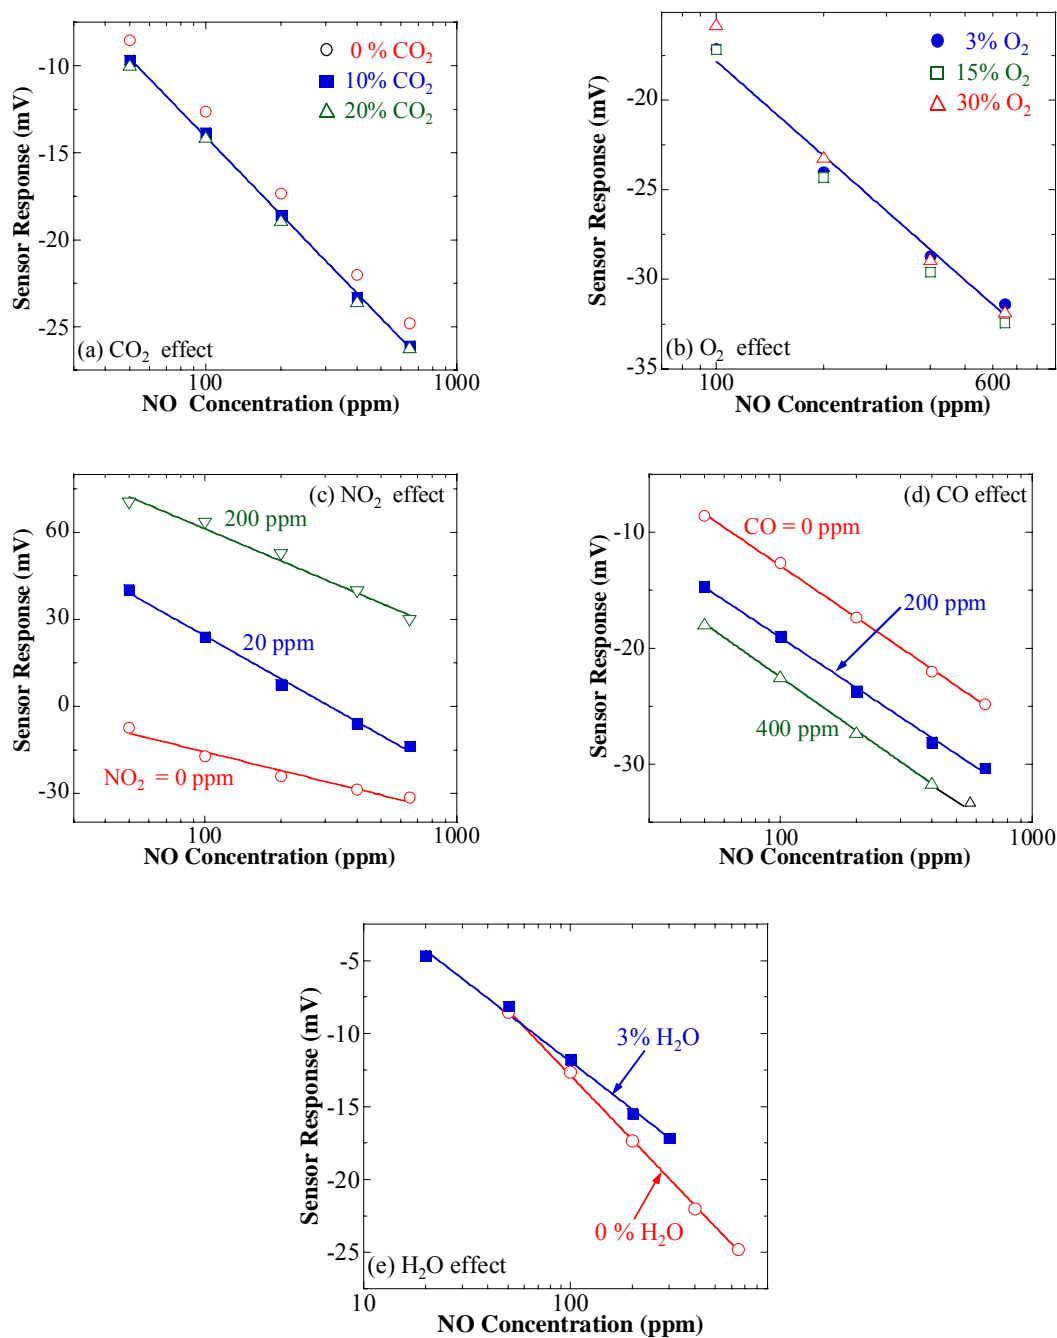 Sensor Response (mV)
-10
-15
-20
-25
0 % CO₂
10% CO₂
20% CO₂
(a) CO₂ effect
100
1000
NO Concentration (ppm)
Sensor Response (mV)
-20
-25
-30
-35
3% O₂
15% O₂
30% O₂
(b) O₂ effect
100
600
NO Concentration (ppm)
Sensor Response (mV)
60
30
0
-30
(c) NO₂ effect
200 ppm
20 ppm
NO₂ = 0 ppm
100
1000
NO Concentration (ppm)
Sensor Response (mV)
-10
-20
-30
(d) CO effect
CO = 0 ppm
200 ppm
400 ppm
100
1000
NO Concentration (ppm)
Sensor Response (mV)
-5
-10
-15
-20
-25
3% H₂O
0 % H₂O
(e) H₂O effect
10
100
NO Concentration (ppm)